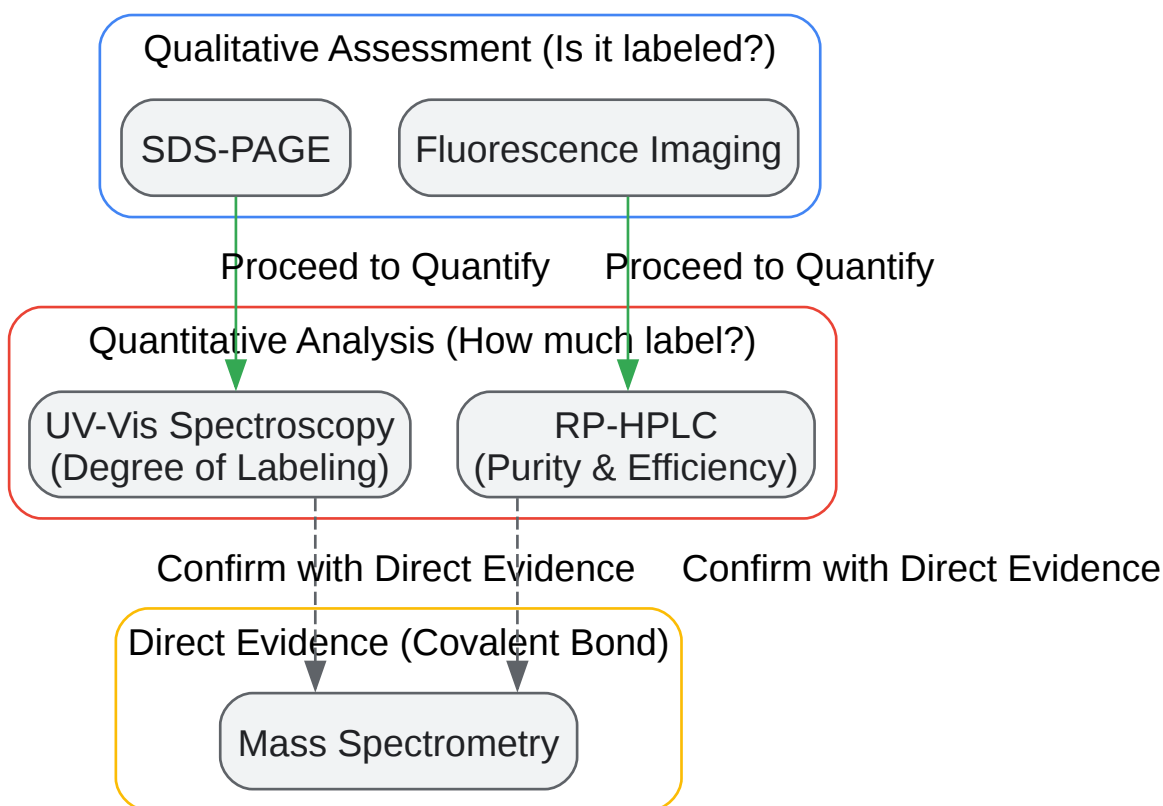 Qualitative Assessment (Is it labeled?)
SDS-PAGE
Fluorescence Imaging
Proceed to Quantify
Proceed to Quantify
Quantitative Analysis (How much label?)
UV-Vis Spectroscopy
(Degree of Labeling)
RP-HPLC
(Purity & Efficiency)
Confirm with Direct Evidence
Confirm with Direct Evidence
Direct Evidence (Covalent Bond)
Mass Spectrometry